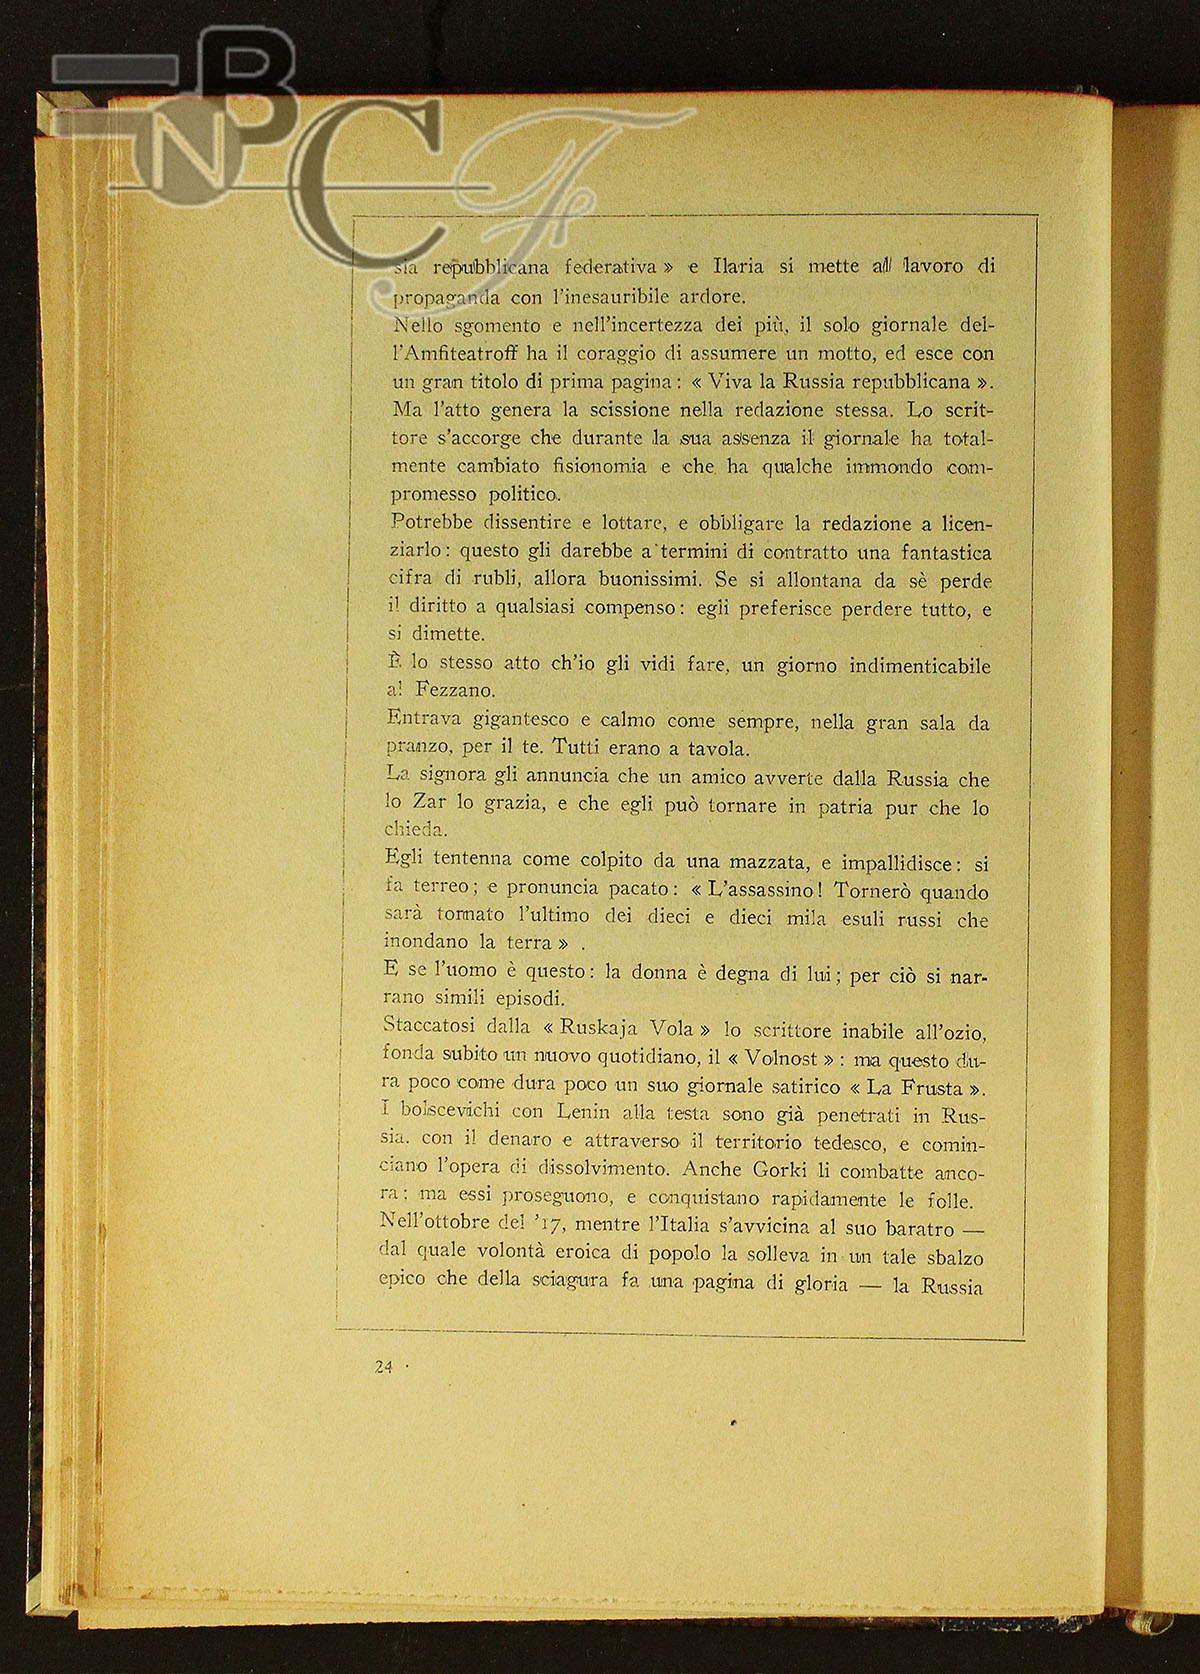 BNCF
sia repubblicana federativa » e Ilaria si mette al lavoro di
propaganda con l'inesauribile ardore.
Nello sgomento e nell'incertezza dei più, il solo giornale del-
l'Amfiteatroff ha il coraggio di assumere un motto, ed esce con
un gran titolo di prima pagina : « Viva la Russia repubblicana ».
Ma l'atto genera la scissione nella redazione stessa. Lo scrit-
tore s'accorge che durante la sua assenza il giornale ha total-
mente cambiato fisionomia e che ha qualche immondo com-
promesso politico.
Potrebbe dissentire e lottare, e obbligare la redazione a licen-
ziarlo : questo gli darebbe a termini di contratto una fantastica
cifra di rubli, allora buonissimi. Se si allontana da sè perde
il diritto a qualsiasi compenso : egli preferisce perdere tutto, e
si dimette.
È lo stesso atto ch'io gli vidi fare, un giorno indimenticabile
al Fezzano.
Entrava gigantesco e calmo come sempre, nella gran sala da
pranzo, per il te. Tutti erano a tavola.
La signora gli annuncia che un amico avverte dalla Russia che
lo Zar lo grazia, e che egli può tornare in patria pur che lo
chieda.
Egli tentenna come colpito da una mazzata, e impallidisce : si
fa terreo ; e pronuncia pacato : « L'assassino ! Tornerò quando
sarà tornato l'ultimo dei dieci e dieci mila esuli russi che
inondano la terra » .
E se l'uomo è questo : la donna è degna di lui ; per ciò si nar-
rano simili episodi.
Staccatosi dalla « Ruskaja Vola » lo scrittore inabile all'ozio,
fonda subito un nuovo quotidiano, il « Volnost » : ma questo du-
ra poco come dura poco un suo giornale satirico « La Frusta ».
I bolscevichi con Lenin alla testa sono già penetrati in Rus-
sia. con il denaro e attraverso il territorio tedesco, e comin-
ciano l'opera di dissolvimento. Anche Gorki li combatte anco-
ra : ma essi proseguono, e conquistano rapidamente le folle.
Nell'ottobre del '17, mentre l'Italia s'avvicina al suo baratro —
dal quale volontà eroica di popolo la solleva in un tale sbalzo
epico che della sciagura fa una pagina di gloria — la Russia
24 ·